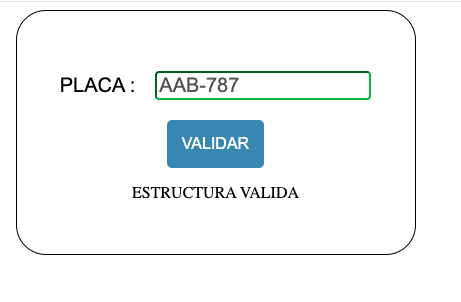 PLACA : AAB-787
VALIDAR
ESTRUCTURA VALIDA